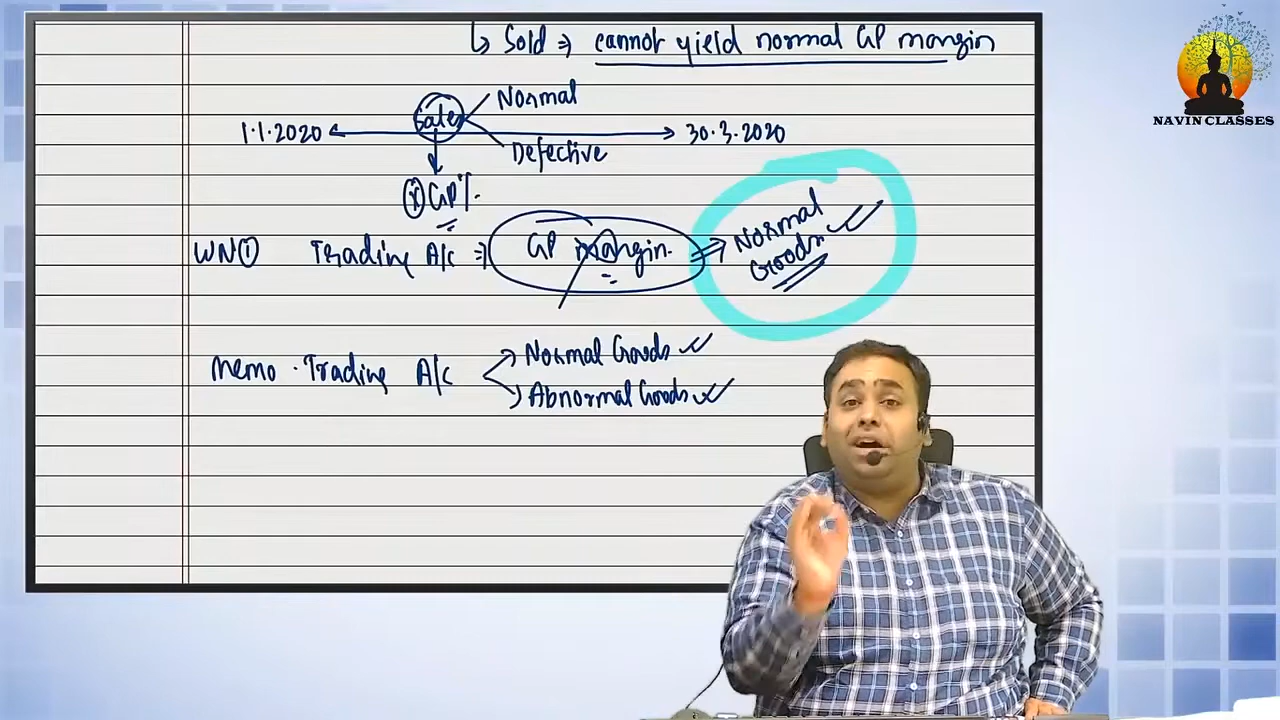 ↳ Sold ⇒ cannot yield normal GP margin
Normal
1.1.2020 Sales 30.3.2020
Defective
(x) GP%
WN① Trading A/c ⇒ GP margin. ⇒ Normal Goods
Memo. Trading A/c
Normal Goods
Abnormal Goods
NAVIN CLASSES